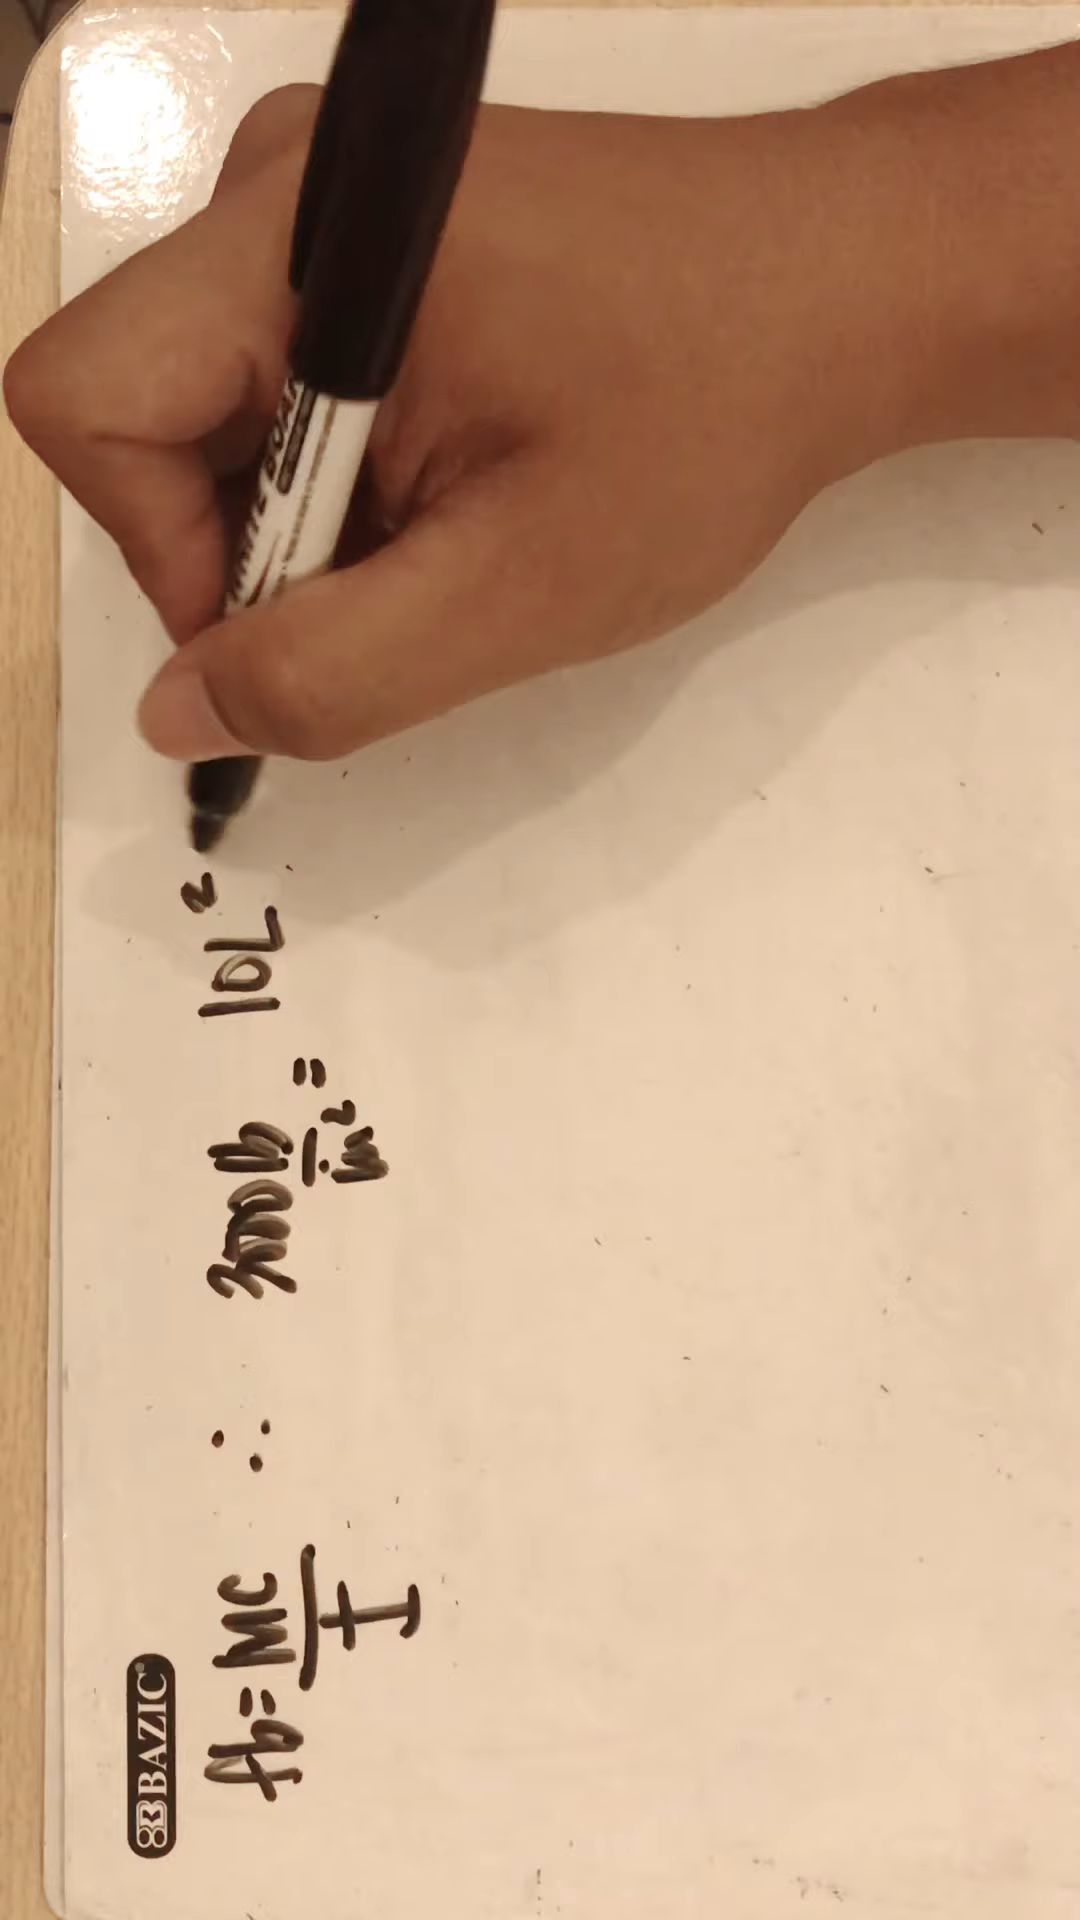 BAZIC
fb = MC/I ∴ 3000 lb/in² = 10L²